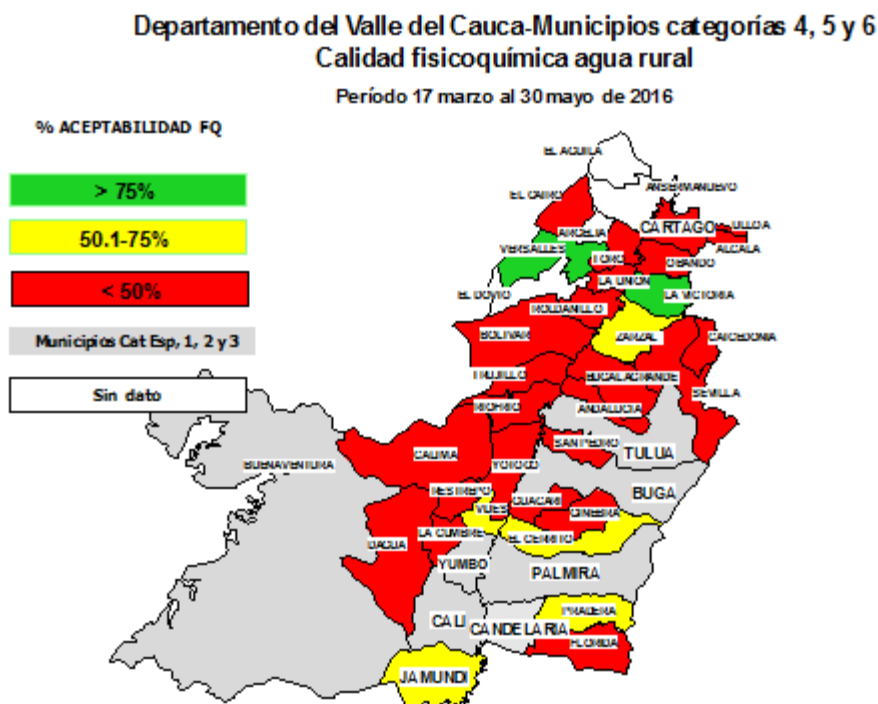 Departamento del Valle del Cauca-Municipios categorías 4, 5 y 6
Calidad fisicoquímica agua rural
Período 17 marzo al 30 mayo de 2016
% ACEPTABILIDAD FQ
> 75%
50.1-75%
< 50%
Municipios Cat Esp, 1, 2 y 3
Sin dato
EL AGUILA
ANSERMANUEVO
EL CAIRO
ARGELIA
CARTAGO
ULLOA
ALCALA
VERSALLES
TORO
OBANDO
LA UNION
LA VICTORIA
EL DOVIO
ROLDANILLO
BOLIVAR
ZARZAL
CAICEDONIA
TRUJILLO
BUGALAGRANDE
SEVILLA
RIOFRIO
ANDALUCIA
SAN PEDRO
TULUA
CALIMA
YOTOCO
BUENAVENTURA
RESTREPO
BUGA
GUACARI
VIJES
GINEBRA
LA CUMBRE
EL CERRITO
DAGUA
YUMBO
PALMIRA
PRADERA
CALI
CANDELARIA
FLORIDA
JAMUNDI